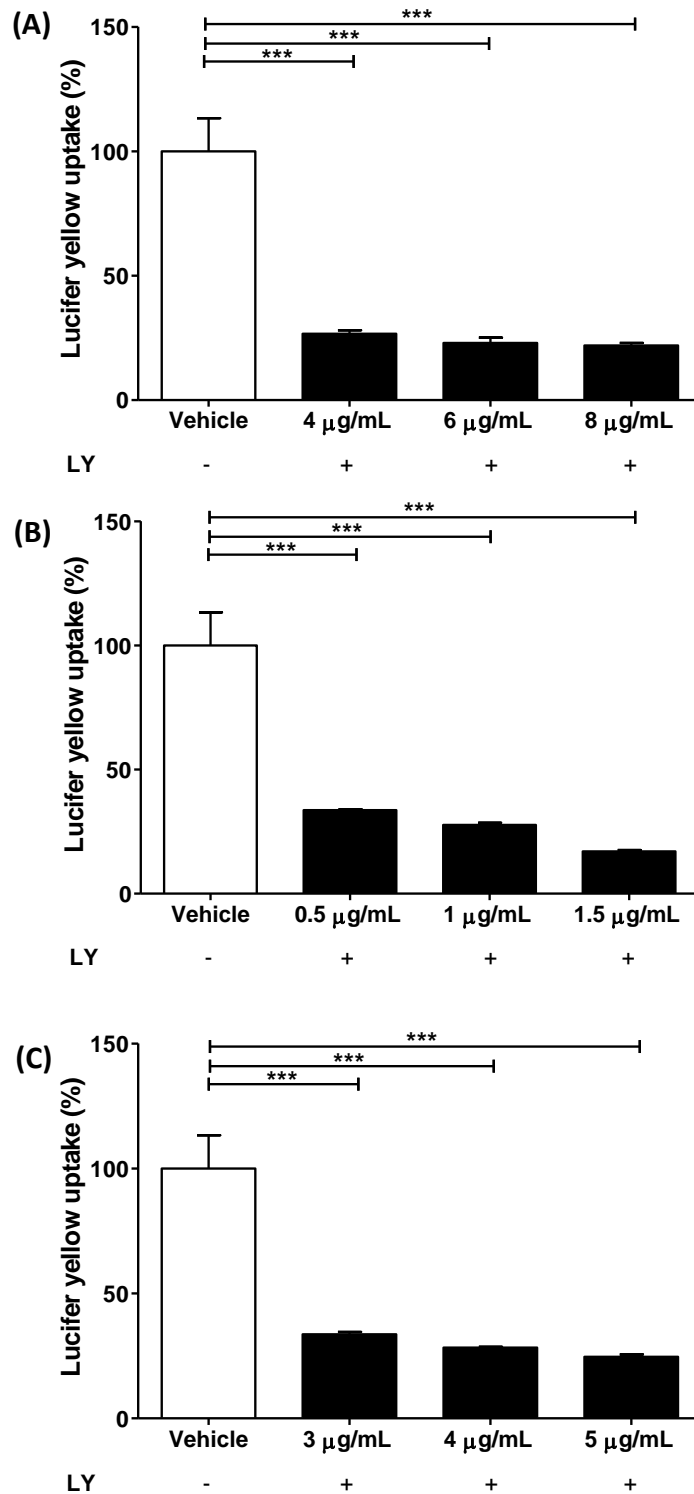 (A)
150
***
***
***
100
50
0
Lucifer yellow uptake (%)
Vehicle 4 μg/mL 6 μg/mL 8 μg/mL
LY - + + +
(B)
150
***
***
***
100
50
0
Lucifer yellow uptake (%)
Vehicle 0.5 μg/mL 1 μg/mL 1.5 μg/mL
LY - + + +
(C)
150
***
***
***
100
50
0
Lucifer yellow uptake (%)
Vehicle 3 μg/mL 4 μg/mL 5 μg/mL
LY - + + +